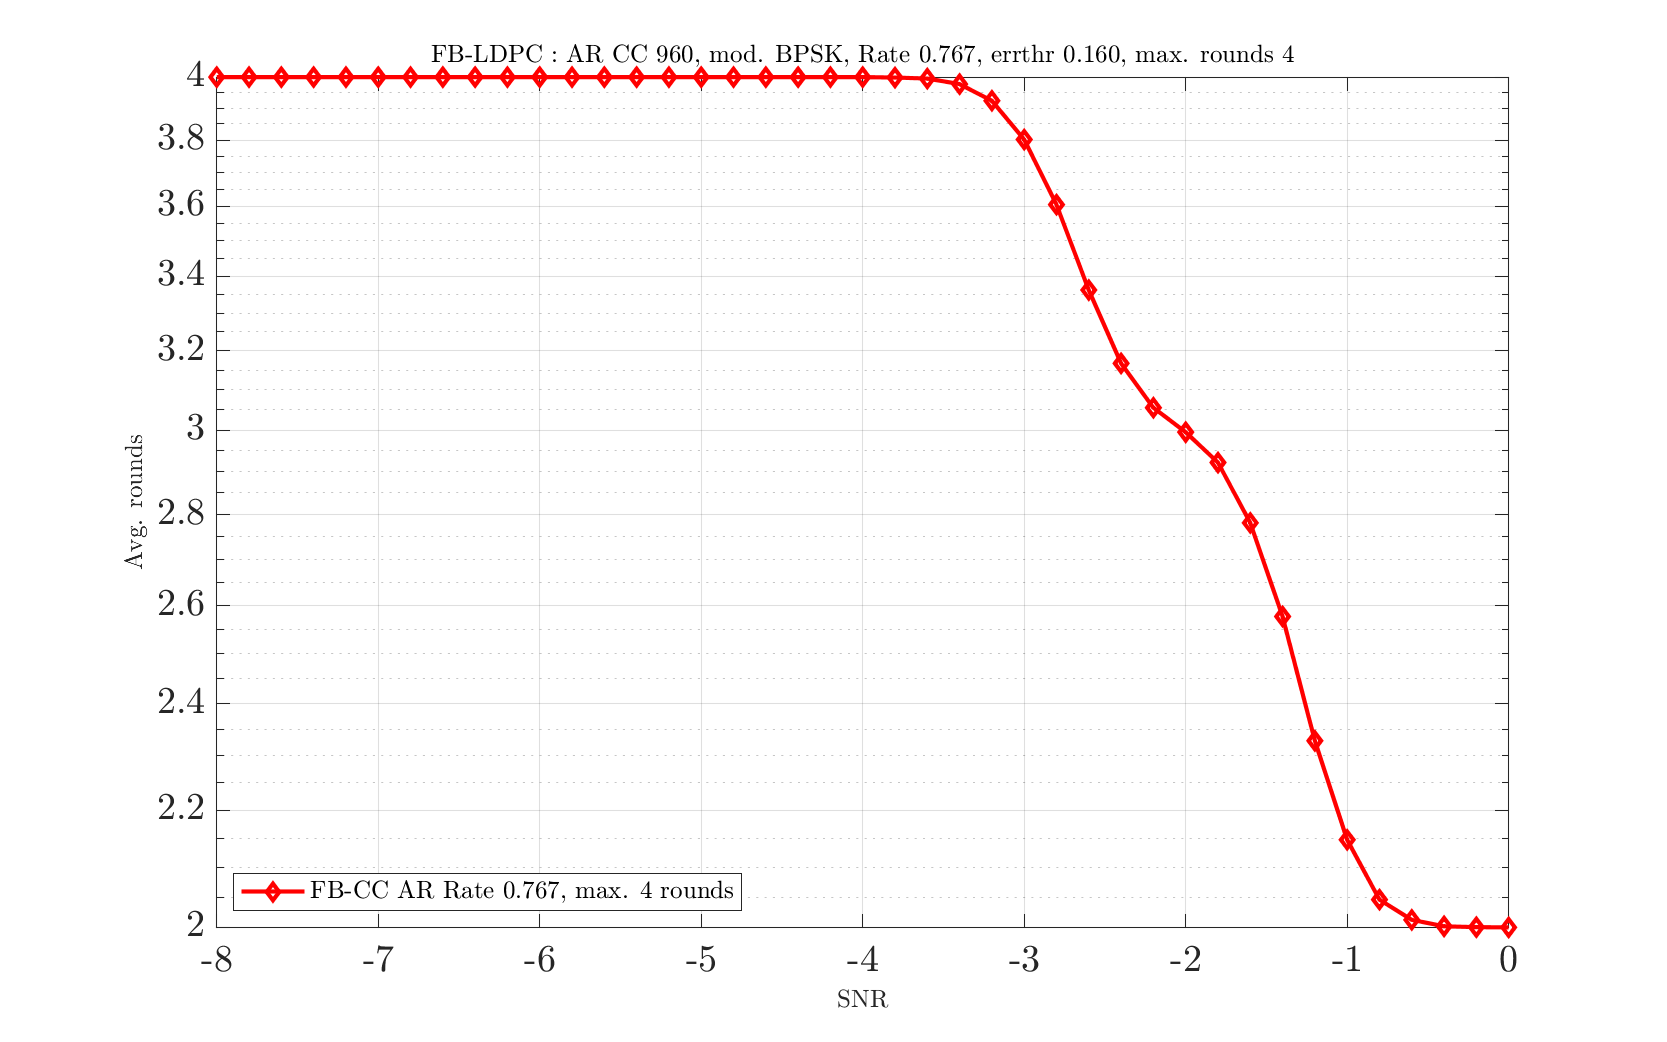 FB-LDPC : AR CC 960, mod. BPSK, Rate 0.767, errthr 0.160, max. rounds 4
4
3.8
3.6
3.4
3.2
3
2.8
2.6
2.4
2.2
2
Avg. rounds
FB-CC AR Rate 0.767, max. 4 rounds
-8 -7 -6 -5 -4 -3 -2 -1 0
SNR